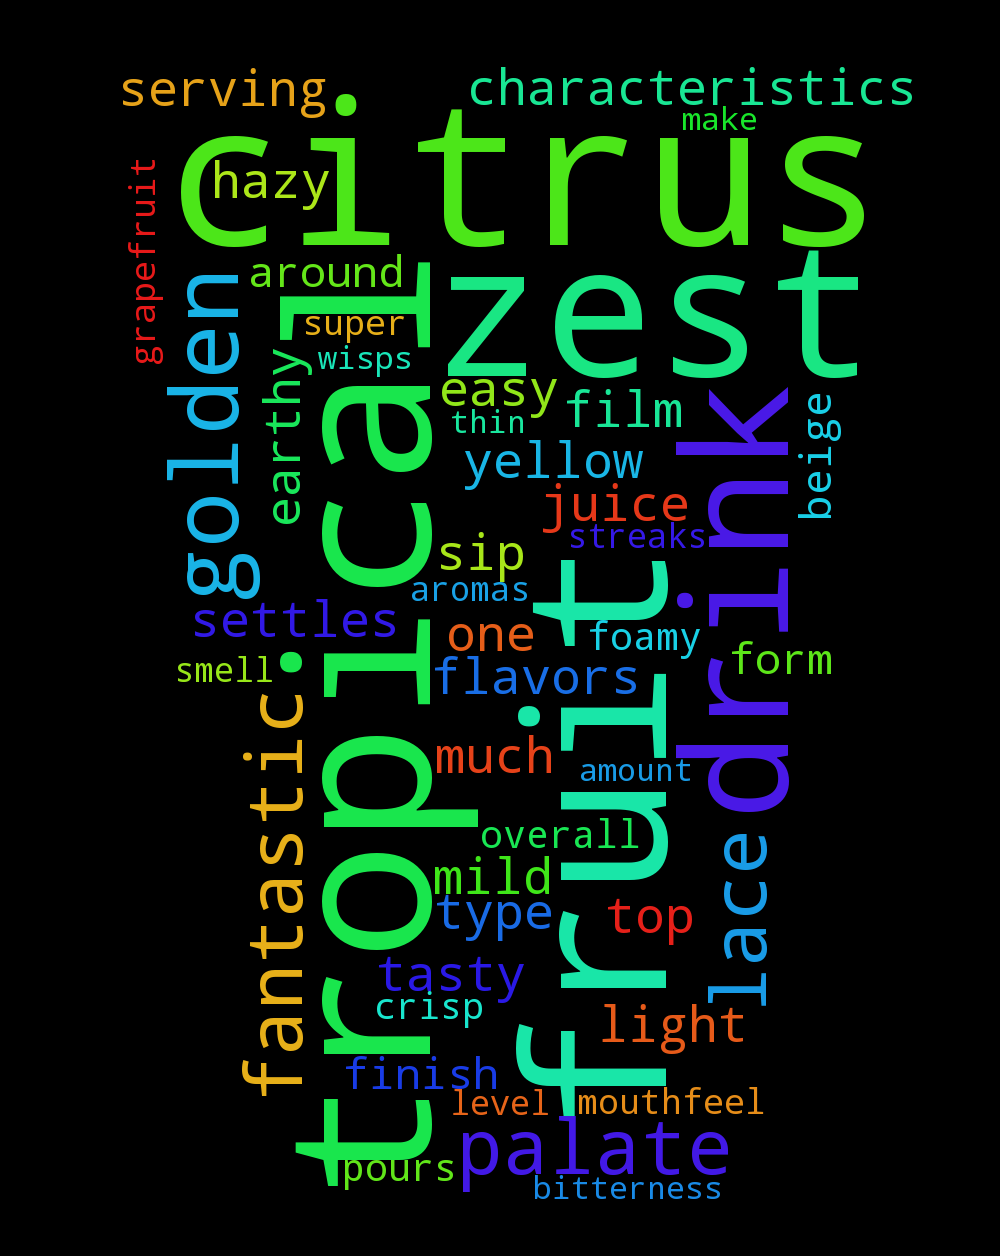 serving
characteristics
make
citrus
hazy
grapefruit
around
zest
golden
super
wisps
earthy
tropical
easy
film
thin
beige
drink
yellow
juice
streaks
sip
aromas
settles
one
foamy
fruit
smell
flavors
form
fantastic
much
amount
overall
lace
mild
type
top
tasty
crisp
light
finish
level
mouthfeel
palate
pours
bitterness